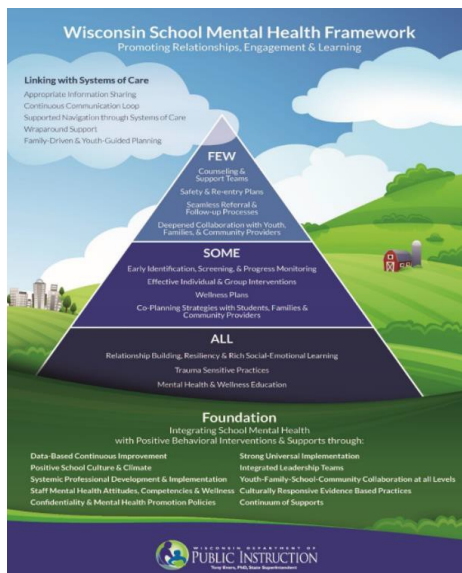 Wisconsin School Mental Health Framework
Promoting Relationships, Engagement & Learning
Linking with Systems of Care
Appropriate Information Sharing
Continuous Communication Loop
Supported Navigation through Systems of Care
Wraparound Support
Family-Driven & Youth-Guided Planning
FEW
Counseling &
Support Teams
Safety & Re-entry Plans
Seamless Referral &
Follow-up Processes
Deepened Collaboration with Youth,
Families, & Community Providers
SOME
Early Identification, Screening, & Progress Monitoring
Effective Individual & Group Interventions
Wellness Plans
Co-Planning Strategies with Students, Families &
Community Providers
ALL
Relationship Building, Resiliency & Rich Social-Emotional Learning
Trauma Sensitive Practices
Mental Health & Wellness Education
Foundation
Integrating School Mental Health
with Positive Behavioral Interventions & Supports through:
Data-Based Continuous Improvement
Positive School Culture & Climate
Systemic Professional Development & Implementation
Staff Mental Health Attitudes, Competencies & Wellness
Confidentiality & Mental Health Promotion Policies
Strong Universal Implementation
Integrated Leadership Teams
Youth-Family-School-Community Collaboration at all Levels
Culturally Responsive Evidence Based Practices
Continuum of Supports
WISCONSIN DEPARTMENT OF
PUBLIC INSTRUCTION
Tony Evers, PhD, State Superintendent